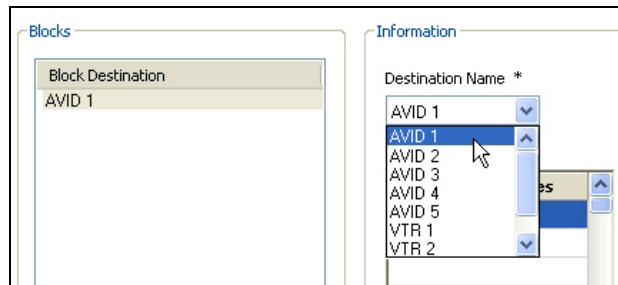 Blocks
Block Destination
AVID 1
Information
Destination Name *
AVID 1
AVID 1
AVID 2
AVID 3
AVID 4
AVID 5
VTR 1
VTR 2